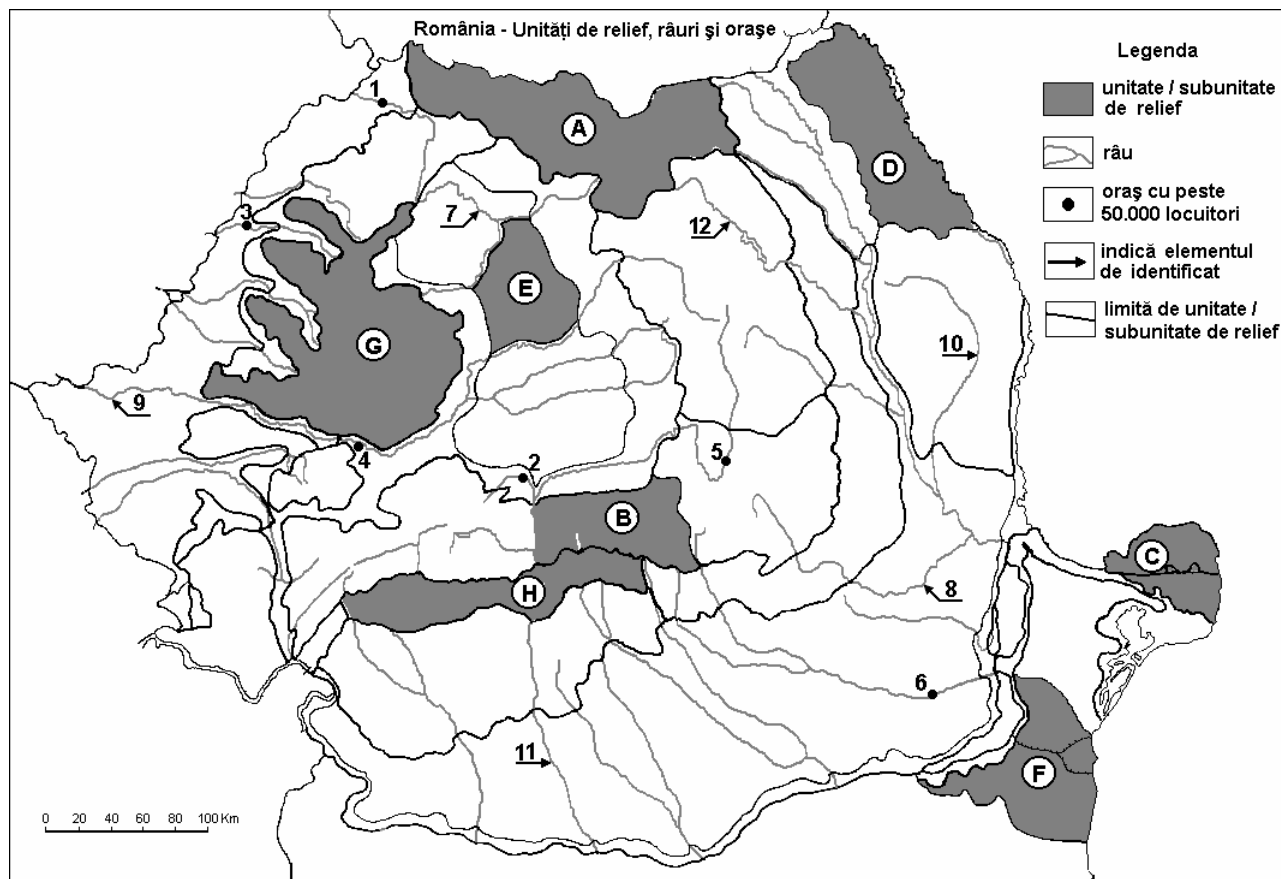 România - Unităţi de relief, râuri şi oraşe
Legenda
unitate / subunitate
de relief
râu
oraş cu peste
50.000 locuitori
indică elementul
de identificat
limită de unitate /
subunitate de relief
1
A
D
3
7
12
E
G
10
9
4
2
5
B
C
H
8
6
11
F
0 20 40 60 80 100 Km